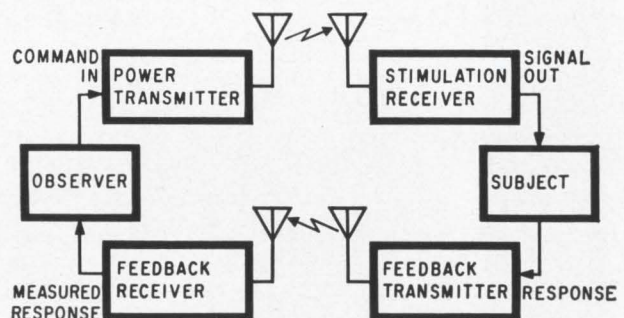 COMMAND
IN
POWER
TRANSMITTER
STIMULATION
RECEIVER
SIGNAL
OUT
OBSERVER
SUBJECT
MEASURED
RESPONSE
FEEDBACK
RECEIVER
FEEDBACK
TRANSMITTER
RESPONSE